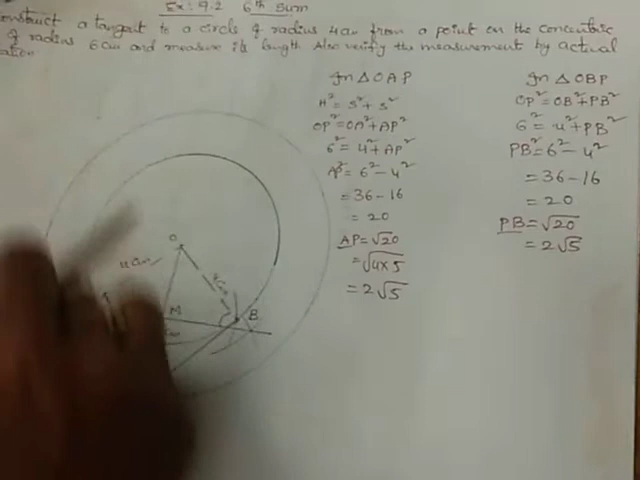 Ex: 9.2 6th Sum
onstruct a tangent to a circle of radius 4cm from a point on the concentric
of radius 6cm and measure its length. Also verify the measurement by actual
ation
In △OAP
H² = S² + S²
OP² = OA² + AP²
6² = 4² + AP²
AP² = 6² - 4²
= 36 - 16
= 20
AP = √20
= √4×5
= 2√5
In △OBP
OP² = OB² + PB²
6² = 4² + PB²
PB² = 6² - 4²
= 36 - 16
= 20
PB = √20
= 2√5
O
4cm
M
B
cm